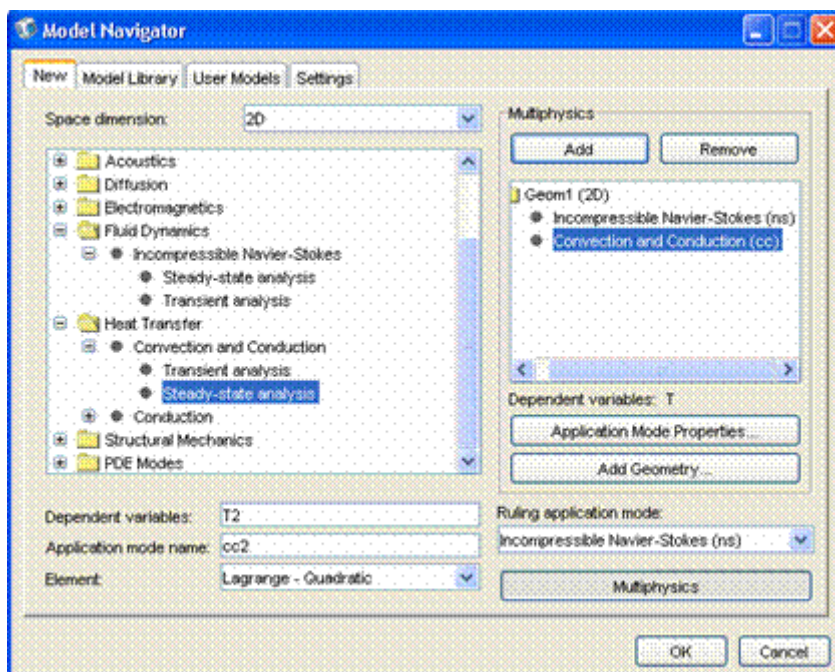 Model Navigator
New Model Library User Models Settings
Space dimension: 2D
Acoustics
Diffusion
Electromagnetics
Fluid Dynamics
Incompressible Navier-Stokes
Steady-state analysis
Transient analysis
Heat Transfer
Convection and Conduction
Transient analysis
Steady-state analysis
Conduction
Structural Mechanics
PDE Modes
Dependent variables: T2
Application mode name: cc2
Element: Lagrange - Quadratic
Multiphysics
Add Remove
Geom1 (2D)
Incompressible Navier-Stokes (ns)
Convection and Conduction (cc)
Dependent variables: T
Application Mode Properties...
Add Geometry...
Ruling application mode:
Incompressible Navier-Stokes (ns)
Multiphysics
OK Cancel